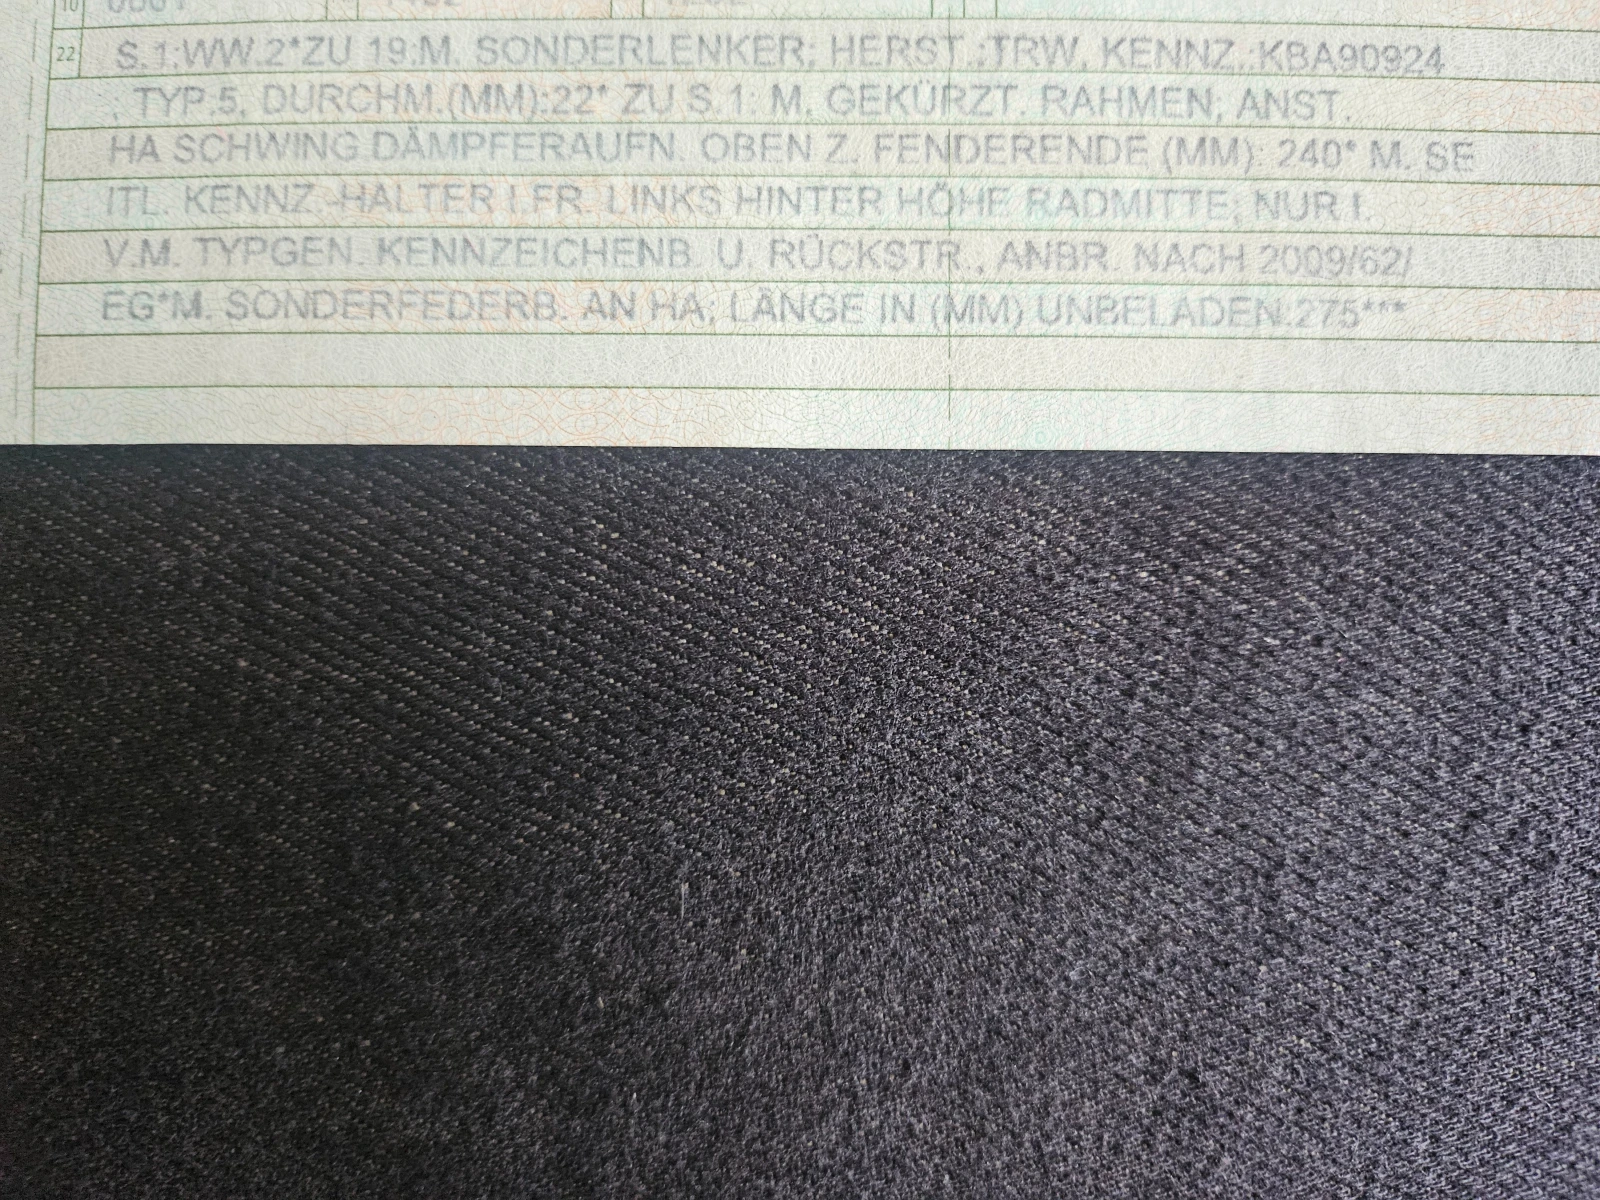 10
22 S.1:WW.2*ZU 19:M. SONDERLENKER; HERST.:TRW, KENNZ.:KBA90924
; TYP.5, DURCHM.(MM):22* ZU S.1: M. GEKÜRZT. RAHMEN; ANST.
HA SCHWING.DÄMPFERAUFN. OBEN Z. FENDERENDE (MM): 240* M. SE
ITL. KENNZ.-HALTER I.FR. LINKS HINTER HÖHE RADMITTE; NUR I.
V.M. TYPGEN. KENNZEICHENB. U. RÜCKSTR., ANBR. NACH 2009/62/
EG*M. SONDERFEDERB. AN HA; LÄNGE IN (MM) UNBELADEN:275***